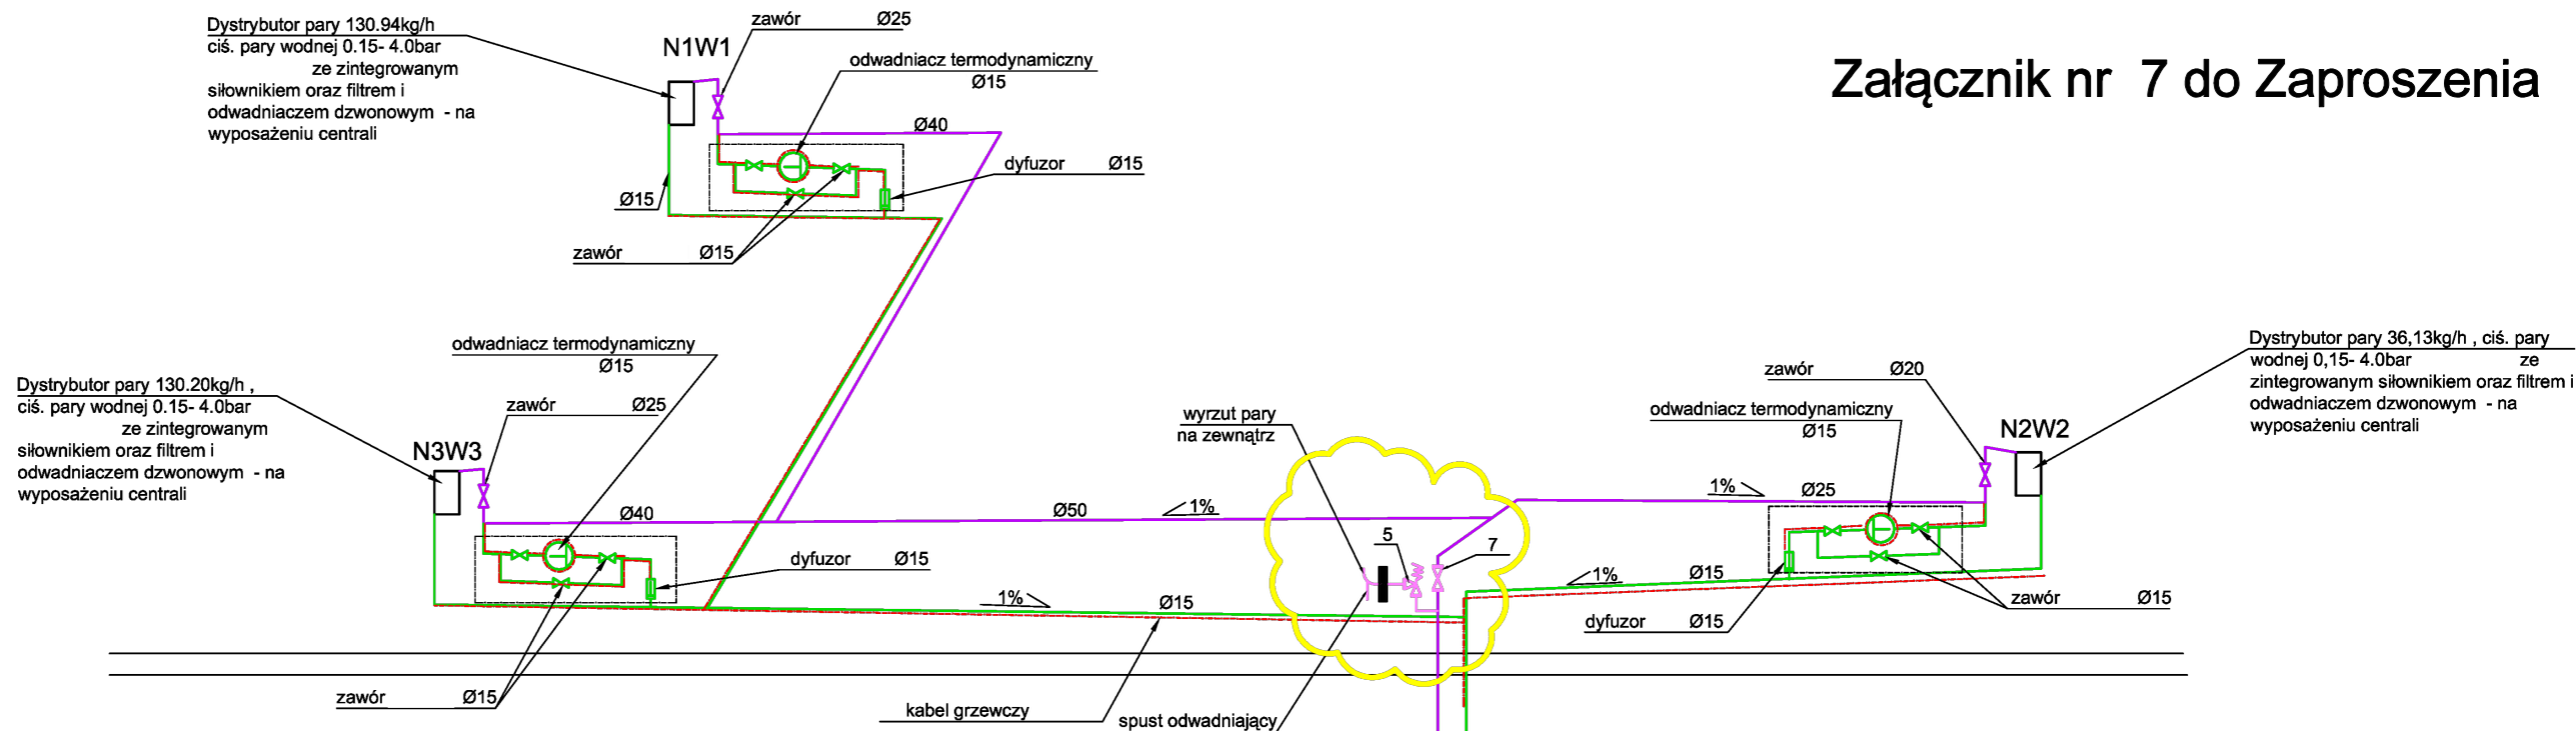 Dystrybutor pary 130.94kg/h
ciś. pary wodnej 0.15- 4.0bar
ze zintegrowanym
siłownikiem oraz filtrem i
odwadniaczem dzwonowym - na
wyposażeniu centrali
N1W1
zawór Ø25
odwadniacz termodynamiczny
Ø15
Załącznik nr 7 do Zaproszenia
Ø40
dyfuzor Ø15
Ø15
zawór Ø15
odwadniacz termodynamiczny
Ø15
Dystrybutor pary 130.20kg/h ,
ciś. pary wodnej 0.15- 4.0bar
ze zintegrowanym
siłownikiem oraz filtrem i
odwadniaczem dzwonowym - na
wyposażeniu centrali
zawór Ø25
N3W3
Ø40
Ø50
1%
dyfuzor Ø15
1%
Ø15
zawór Ø15
kabel grzewczy
spust odwadniający
wyrzut pary
na zewnątrz
5
7
Dystrybutor pary 36,13kg/h , ciś. pary
wodnej 0,15- 4.0bar ze
zintegrowanym siłownikiem oraz filtrem i
odwadniaczem dzwonowym - na
wyposażeniu centrali
zawór Ø20
odwadniacz termodynamiczny
Ø15
N2W2
1%
Ø25
1%
Ø15
zawór Ø15
dyfuzor Ø15